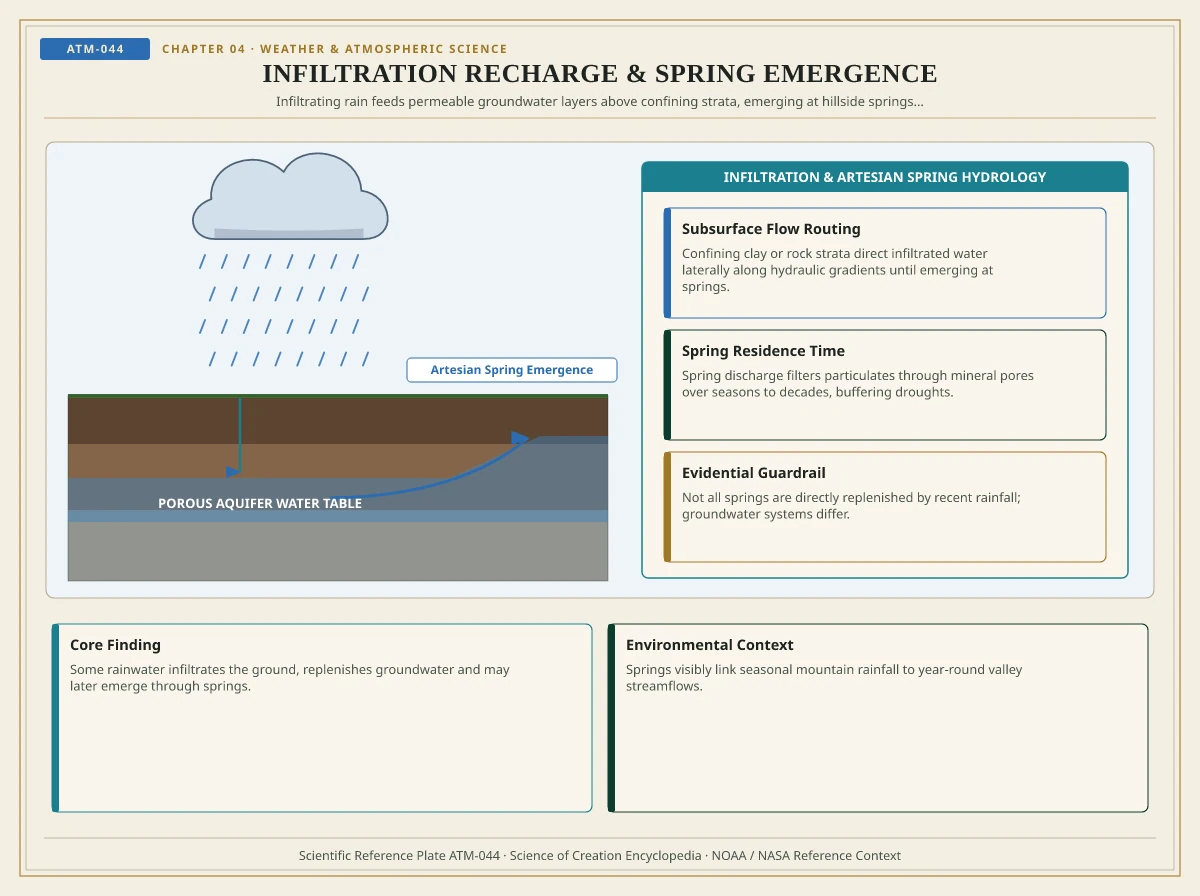 ATM-044
CHAPTER 04 · WEATHER & ATMOSPHERIC SCIENCE
INFILTRATION RECHARGE & SPRING EMERGENCE
Infiltrating rain feeds permeable groundwater layers above confining strata, emerging at hillside springs...
Artesian Spring Emergence
POROUS AQUIFER WATER TABLE
INFILTRATION & ARTESIAN SPRING HYDROLOGY
Subsurface Flow Routing
Confining clay or rock strata direct infiltrated water
laterally along hydraulic gradients until emerging at
springs.
Spring Residence Time
Spring discharge filters particulates through mineral pores
over seasons to decades, buffering droughts.
Evidential Guardrail
Not all springs are directly replenished by recent rainfall;
groundwater systems differ.
Core Finding
Some rainwater infiltrates the ground, replenishes groundwater and may
later emerge through springs.
Environmental Context
Springs visibly link seasonal mountain rainfall to year-round valley
streamflows.
Scientific Reference Plate ATM-044 · Science of Creation Encyclopedia · NOAA / NASA Reference Context